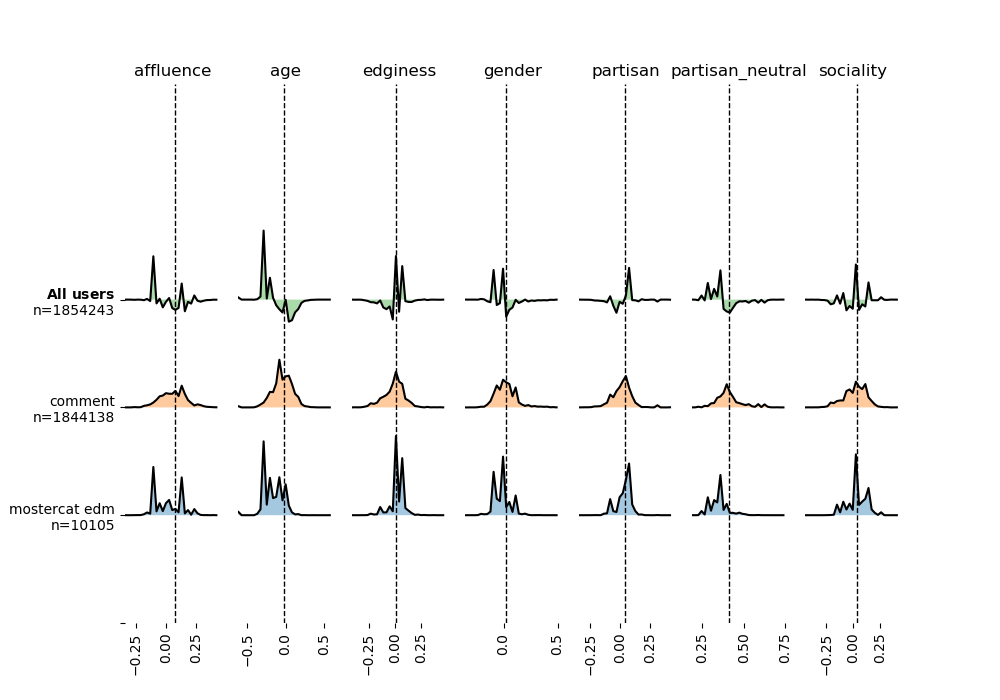 affluence age edginess gender partisan partisan_neutral sociality
All users
n=1854243
comment
n=1844138
mostercat edm
n=10105
−0.25 0.00 0.25 −0.5 0.0 0.5 −0.25 0.00 0.25 0.0 0.5 −0.25 0.00 0.25 0.25 0.50 0.75 −0.25 0.00 0.25